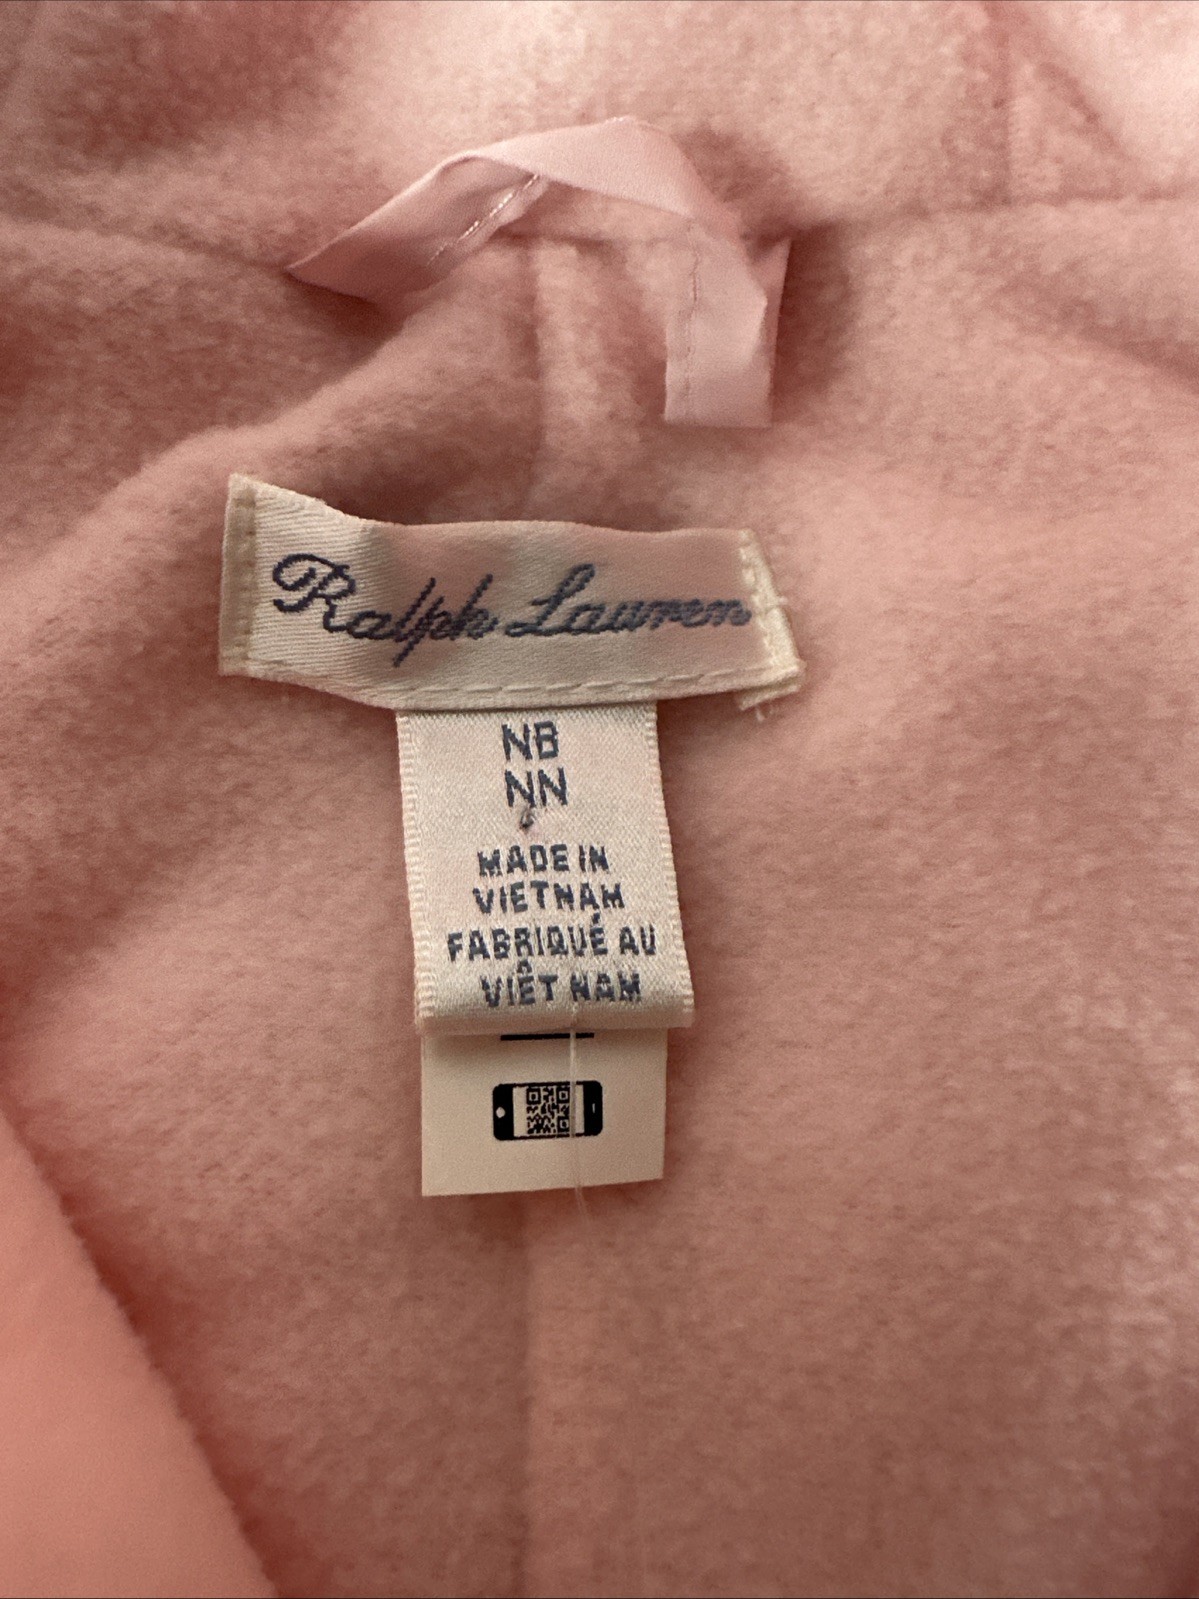 Ralph Lauren
NB
NN
MADE IN
VIETNAM
FABRIQUÉ AU
VIÊT NAM